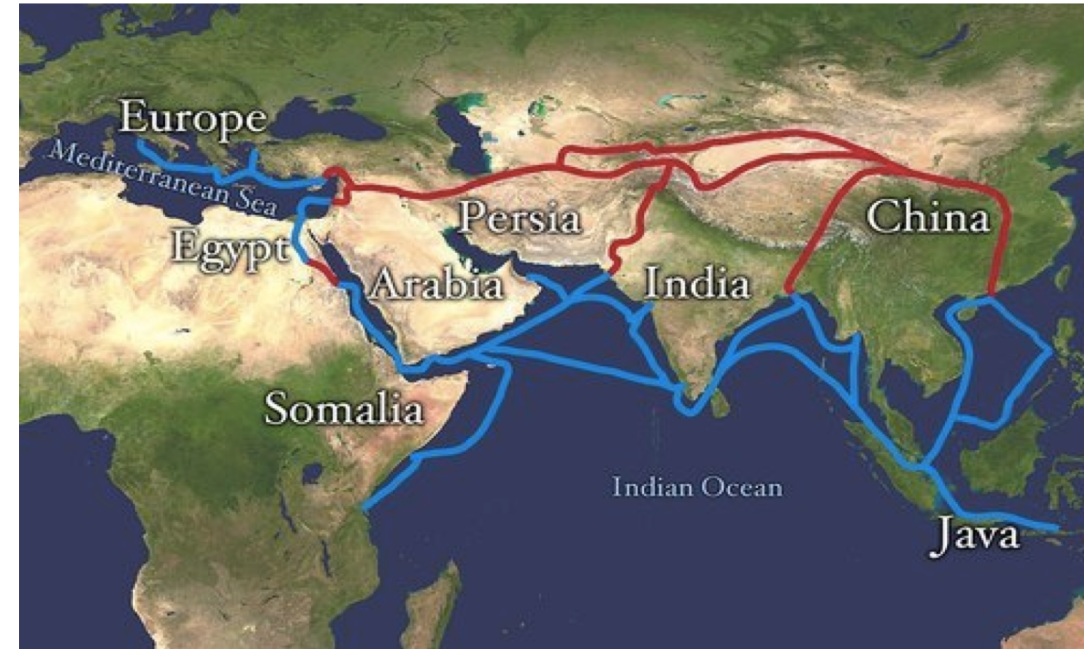 Europe
Mediterranean Sea
Egypt
Persia
China
Arabia
India
Somalia
Indian Ocean
Java